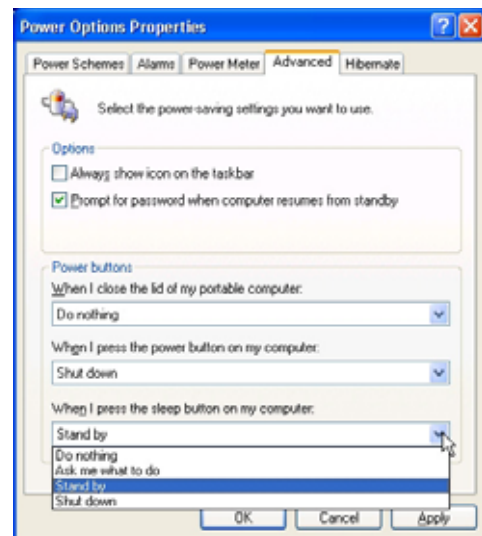 Power Options Properties
Power Schemes Alarms Power Meter Advanced Hibernate
Select the power-saving settings you want to use.
Options
Always show icon on the taskbar
Prompt for password when computer resumes from standby
Power buttons
When I close the lid of my portable computer:
Do nothing
When I press the power button on my computer:
Shut down
When I press the sleep button on my computer:
Stand by
Do nothing
Ask me what to do
Stand by
Shut down
OK Cancel Apply